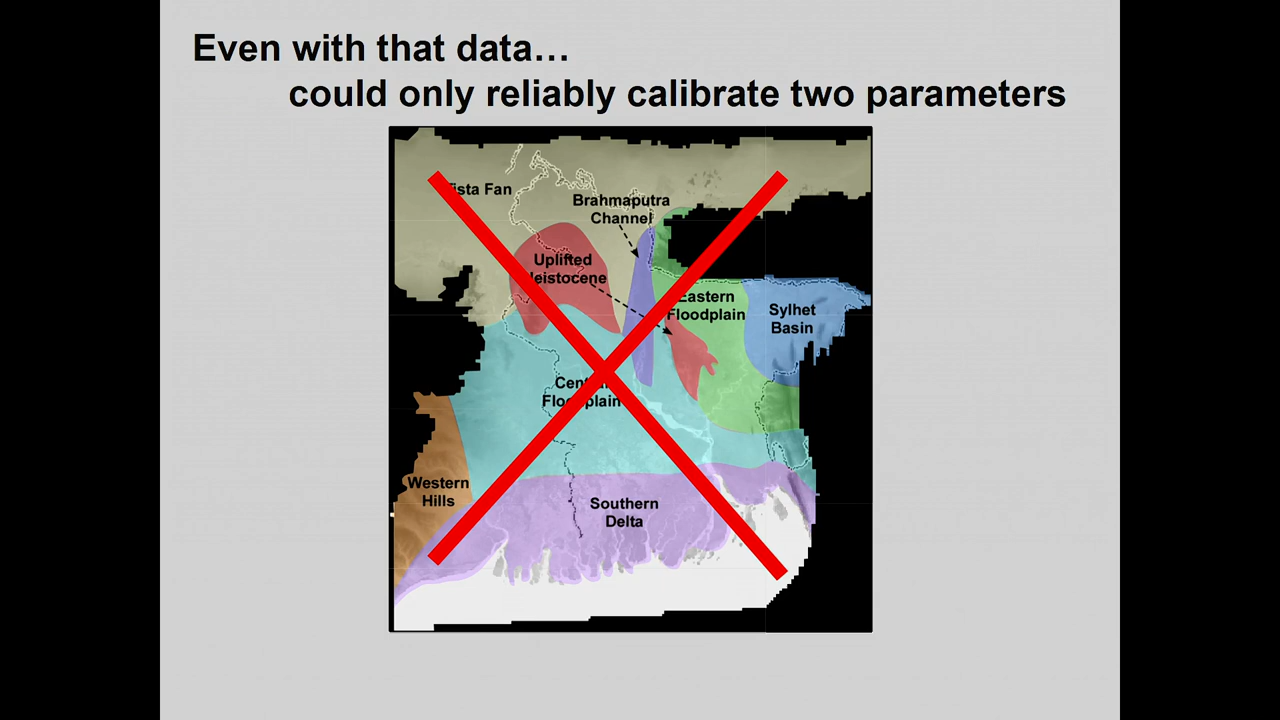 Even with that data…
could only reliably calibrate two parameters
Fan
Brahmaputra
Channel
Uplifted
Eastern
Floodplain
Sylhet
Basin
Western
Hills
Southern
Delta